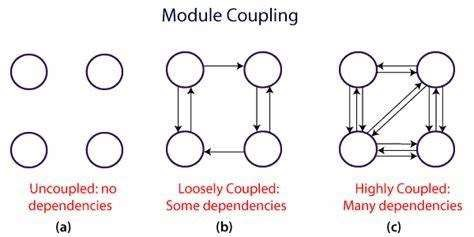 Module Coupling
Uncoupled: no
dependencies
(a)
Loosely Coupled:
Some dependencies
(b)
Highly Coupled:
Many dependencies
(c)